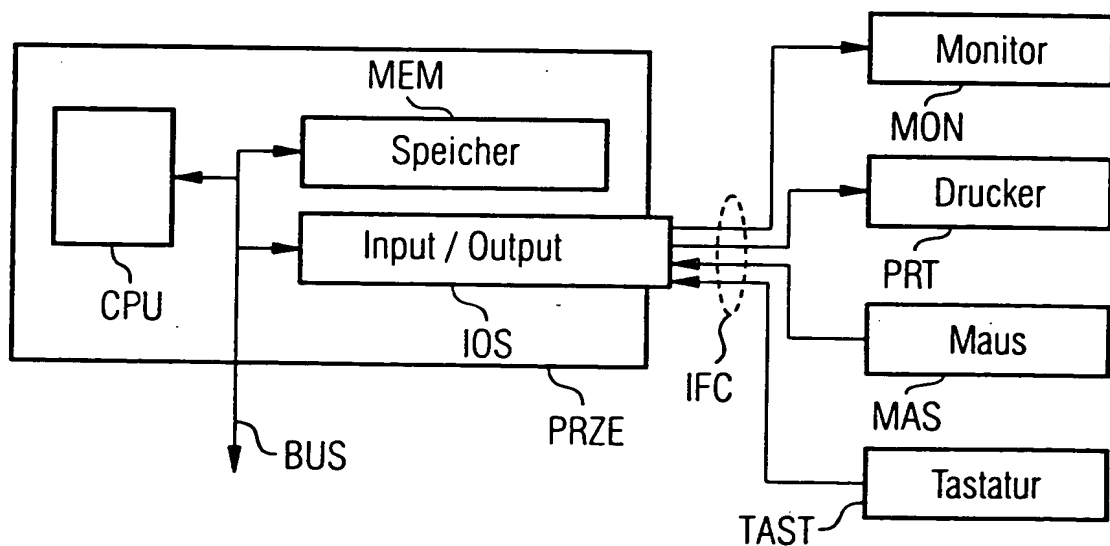 MEM
Speicher
CPU
Input / Output
IOS
PRZE
BUS
IFC
Monitor
MON
Drucker
PRT
Maus
MAS
Tastatur
TAST